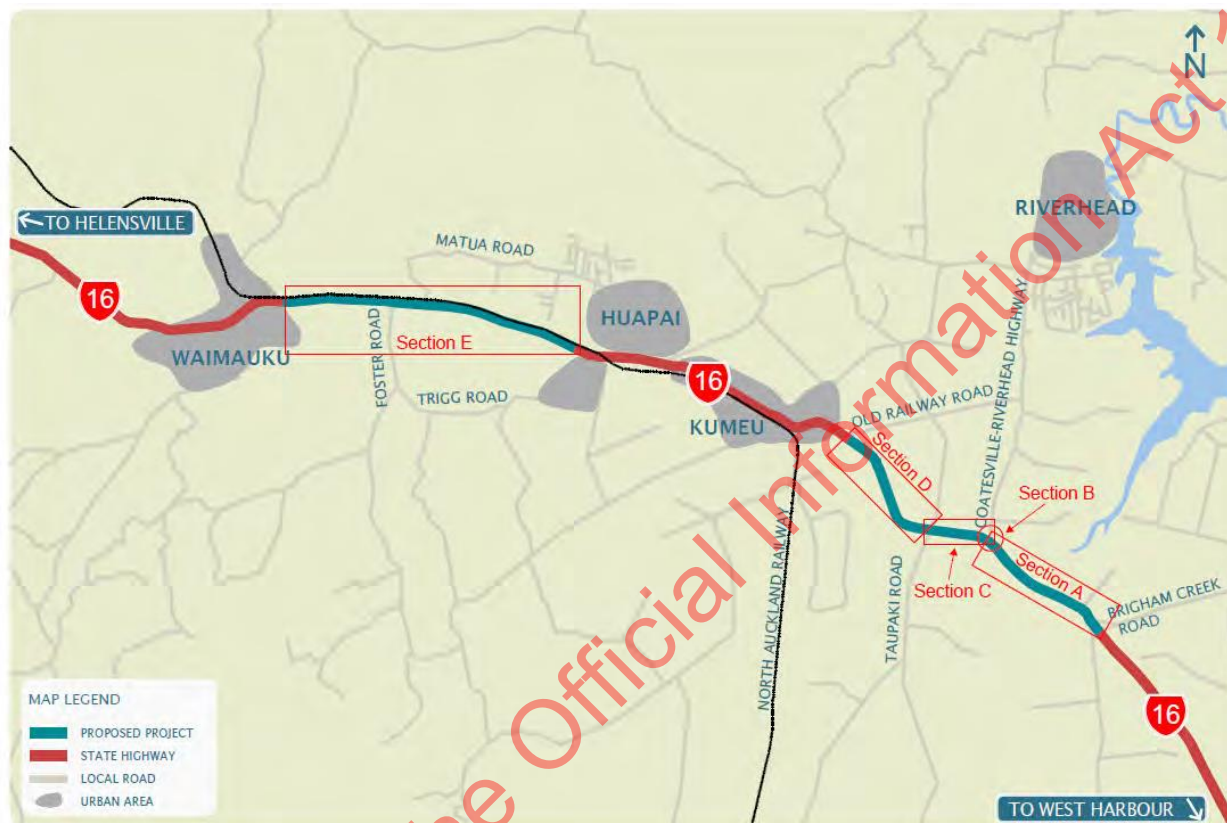 N
RIVERHEAD
TO HELENSVILLE
MATUA ROAD
16
HUAPAI
Section E
WAIMAUKU
FOSTER ROAD
TRIGG ROAD
16
KUMEU
OLD RAILWAY ROAD
COATESVILLE-RIVERHEAD HIGHWAY
Section D
Section B
Section C
Section A
TAUPAKI ROAD
BRIGHAM CREEK
ROAD
NORTH AUCKLAND RAILWAY
16
MAP LEGEND
PROPOSED PROJECT
STATE HIGHWAY
LOCAL ROAD
URBAN AREA
TO WEST HARBOUR
he Official Information Act 1